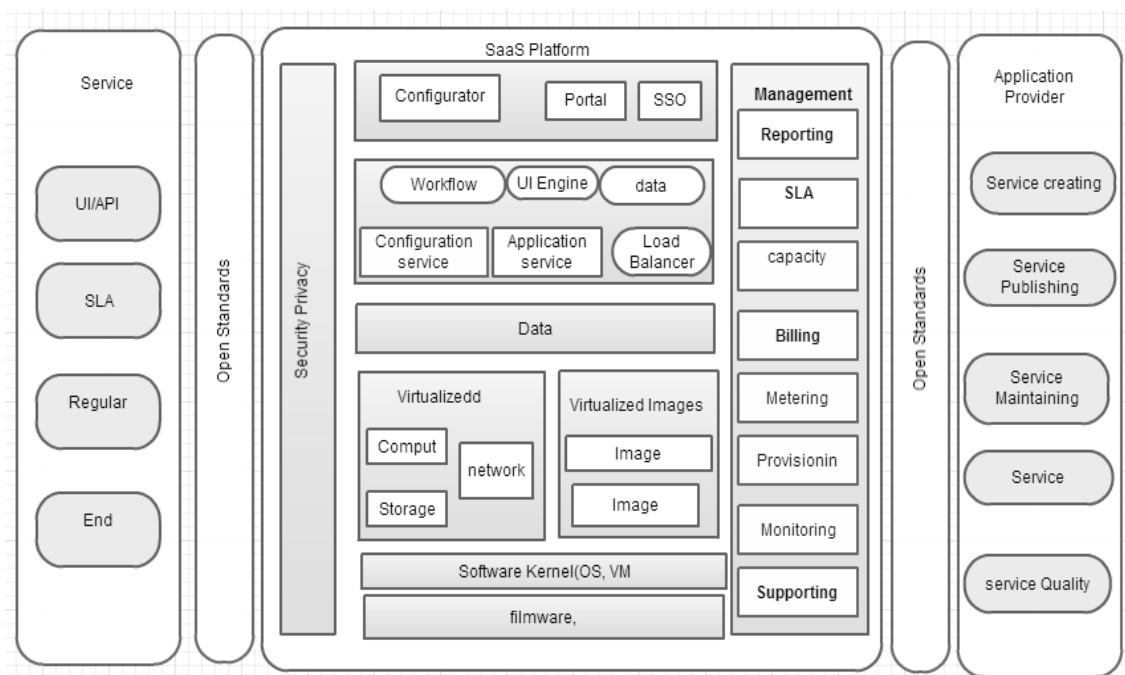 Service
UI/API
SLA
Regular
End
Open Standards
SaaS Platform
Security Privacy
Configurator
Portal
SSO
Workflow
UI Engine
data
Configuration
service
Application
service
Load
Balancer
Data
Virtualizedd
Comput
network
Storage
Virtualized Images
Image
Image
Software Kernel(OS, VM
filmware,
Management
Reporting
SLA
capacity
Billing
Metering
Provisionin
Monitoring
Supporting
Open Standards
Application
Provider
Service creating
Service
Publishing
Service
Maintaining
Service
service Quality